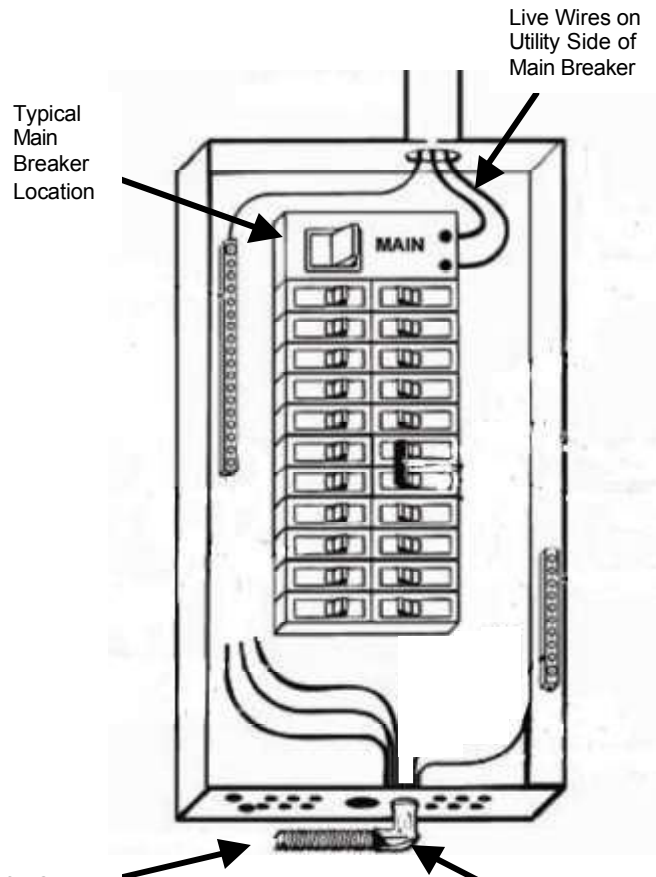 Live Wires on
Utility Side of
Main Breaker
Typical
Main
Breaker
Location
MAIN